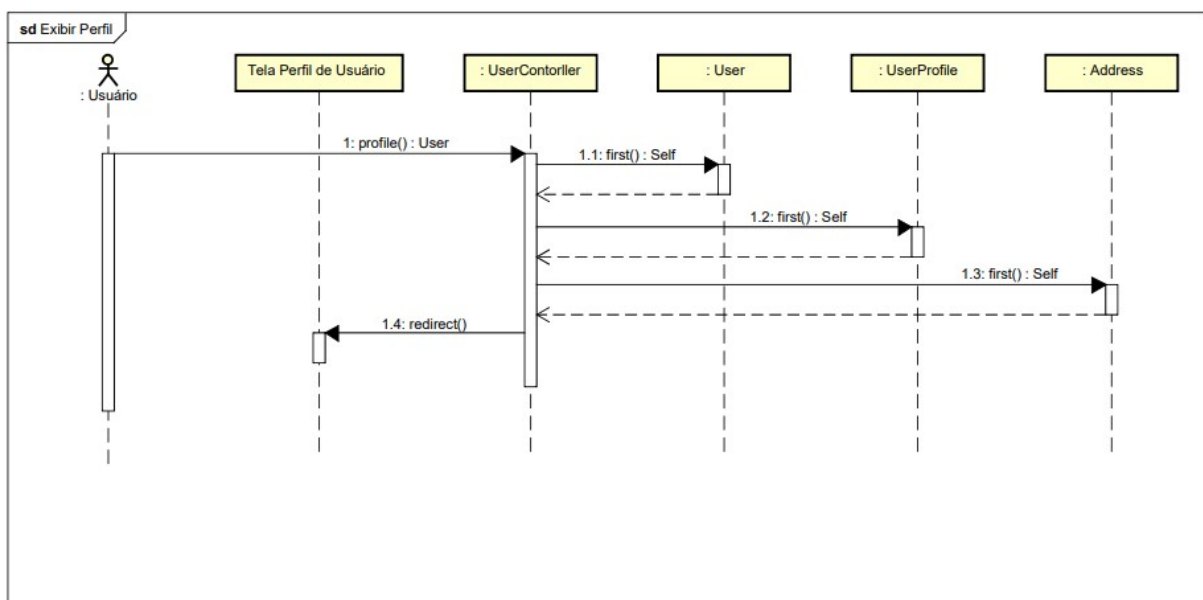 sd Exibir Perfil
: Usuário
Tela Perfil de Usuário
: UserContorller
: User
: UserProfile
: Address
1: profile() : User
1.1: first() : Self
1.2: first() : Self
1.3: first() : Self
1.4: redirect()